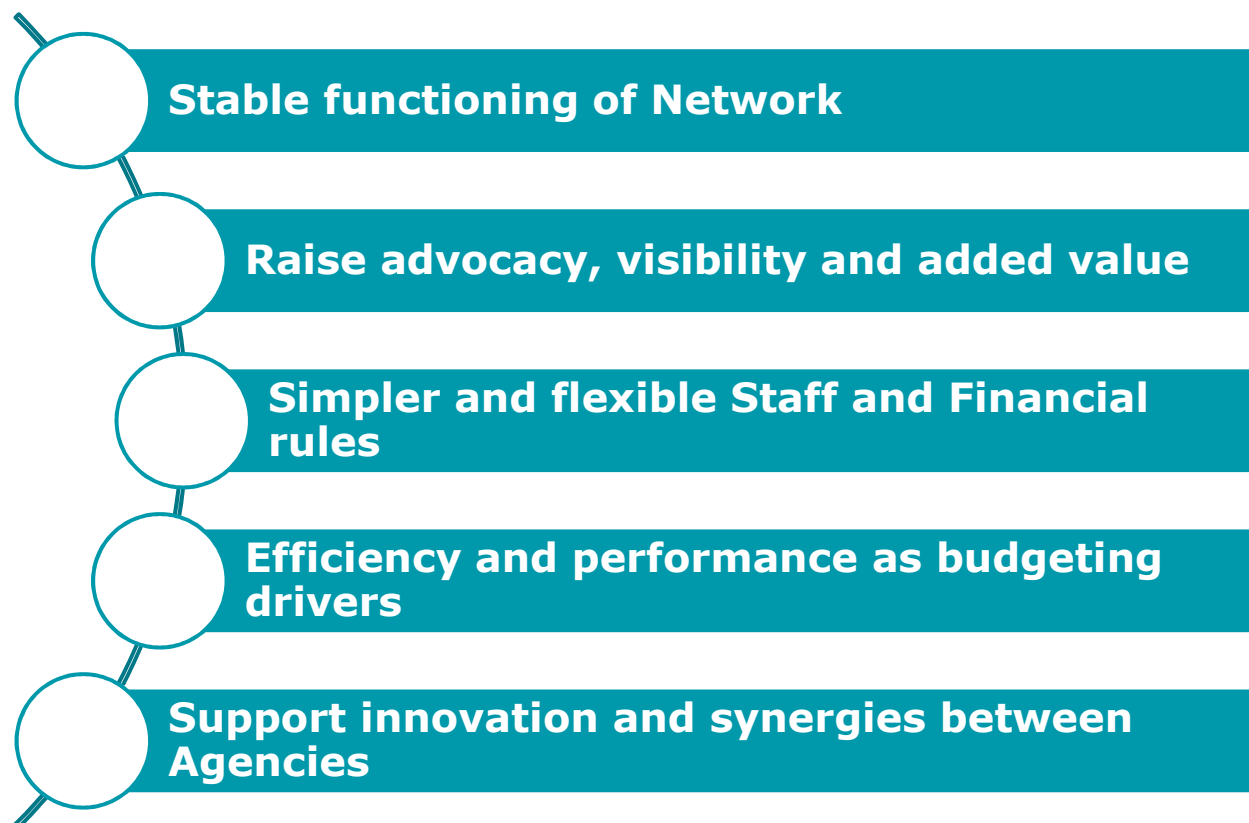 Stable functioning of Network
Raise advocacy, visibility and added value
Simpler and flexible Staff and Financial
rules
Efficiency and performance as budgeting
drivers
Support innovation and synergies between
Agencies